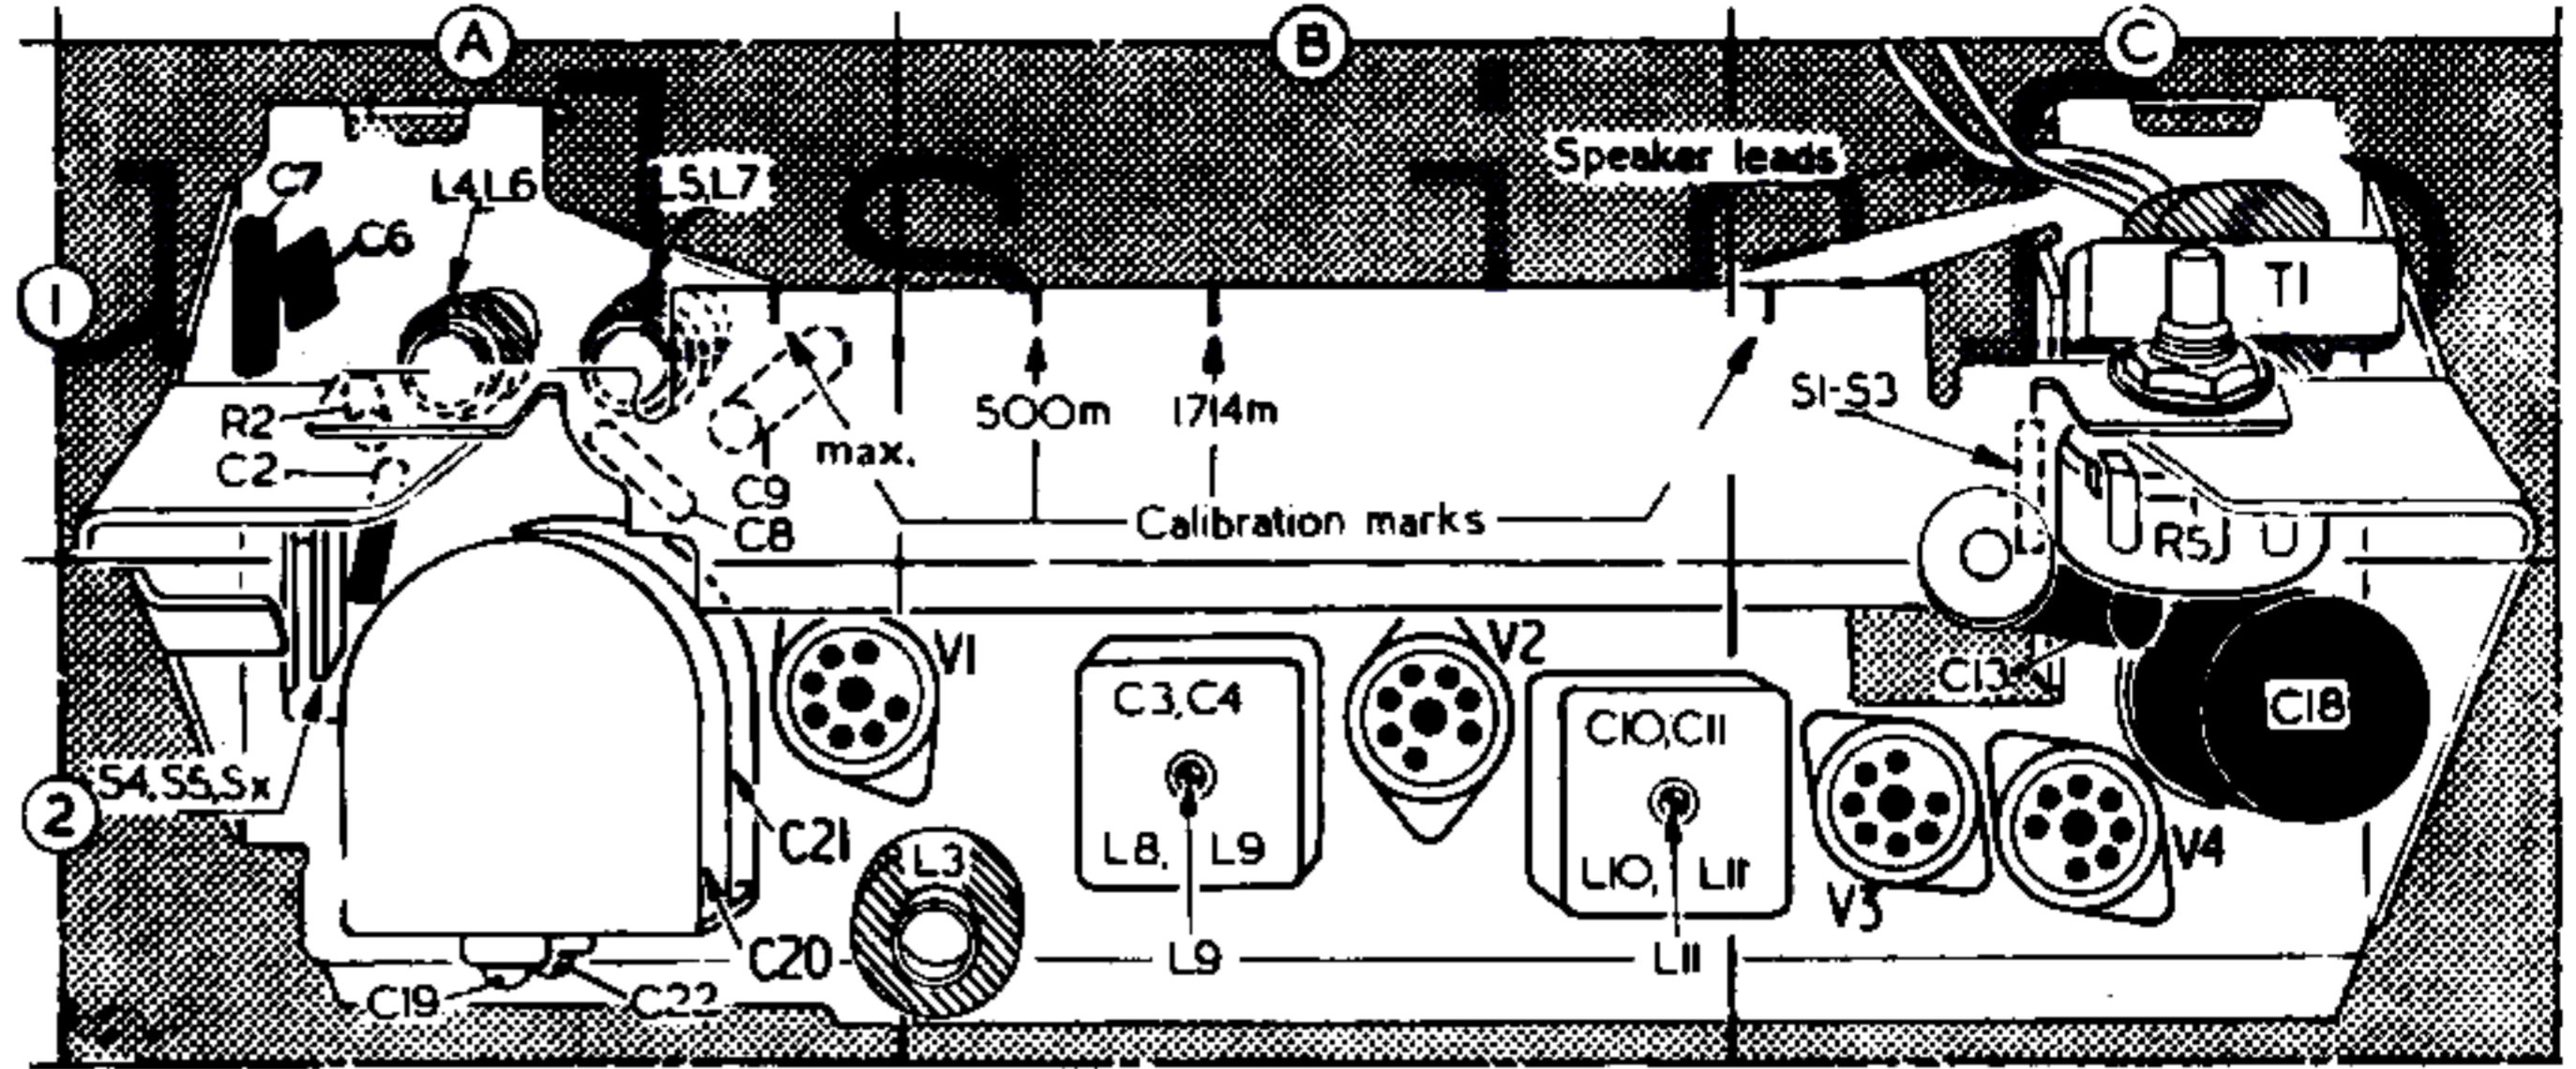 A
B
C
1
2
C7
L4,L6
L5,L7
C6
Speaker leads
T1
R2
C2
max.
500m
1714m
S1-S3
C9
C8
Calibration marks
R5
V1
V2
C3,C4
C10,C11
C13
C18
S4,S5,Sx
C21
L3
L8, L9
L10, L11
V3
V4
C20
L9
L11
C19
C22